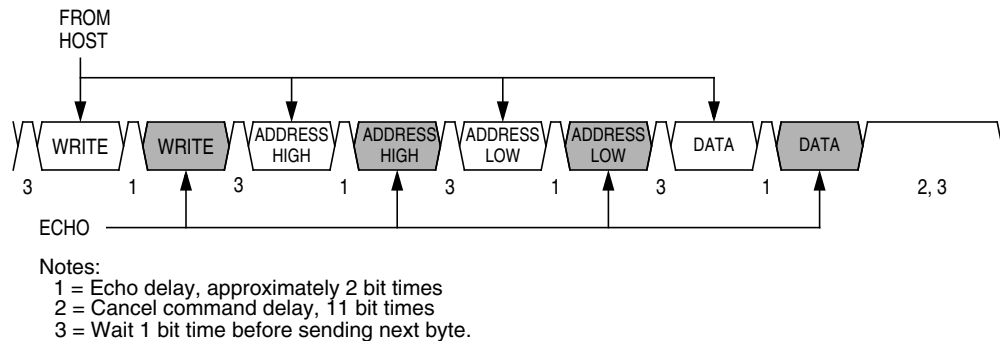 FROM
HOST
WRITE WRITE ADDRESS HIGH ADDRESS HIGH ADDRESS LOW ADDRESS LOW DATA DATA
3 1 3 1 3 1 3 1 2, 3
ECHO
Notes:
1 = Echo delay, approximately 2 bit times
2 = Cancel command delay, 11 bit times
3 = Wait 1 bit time before sending next byte.